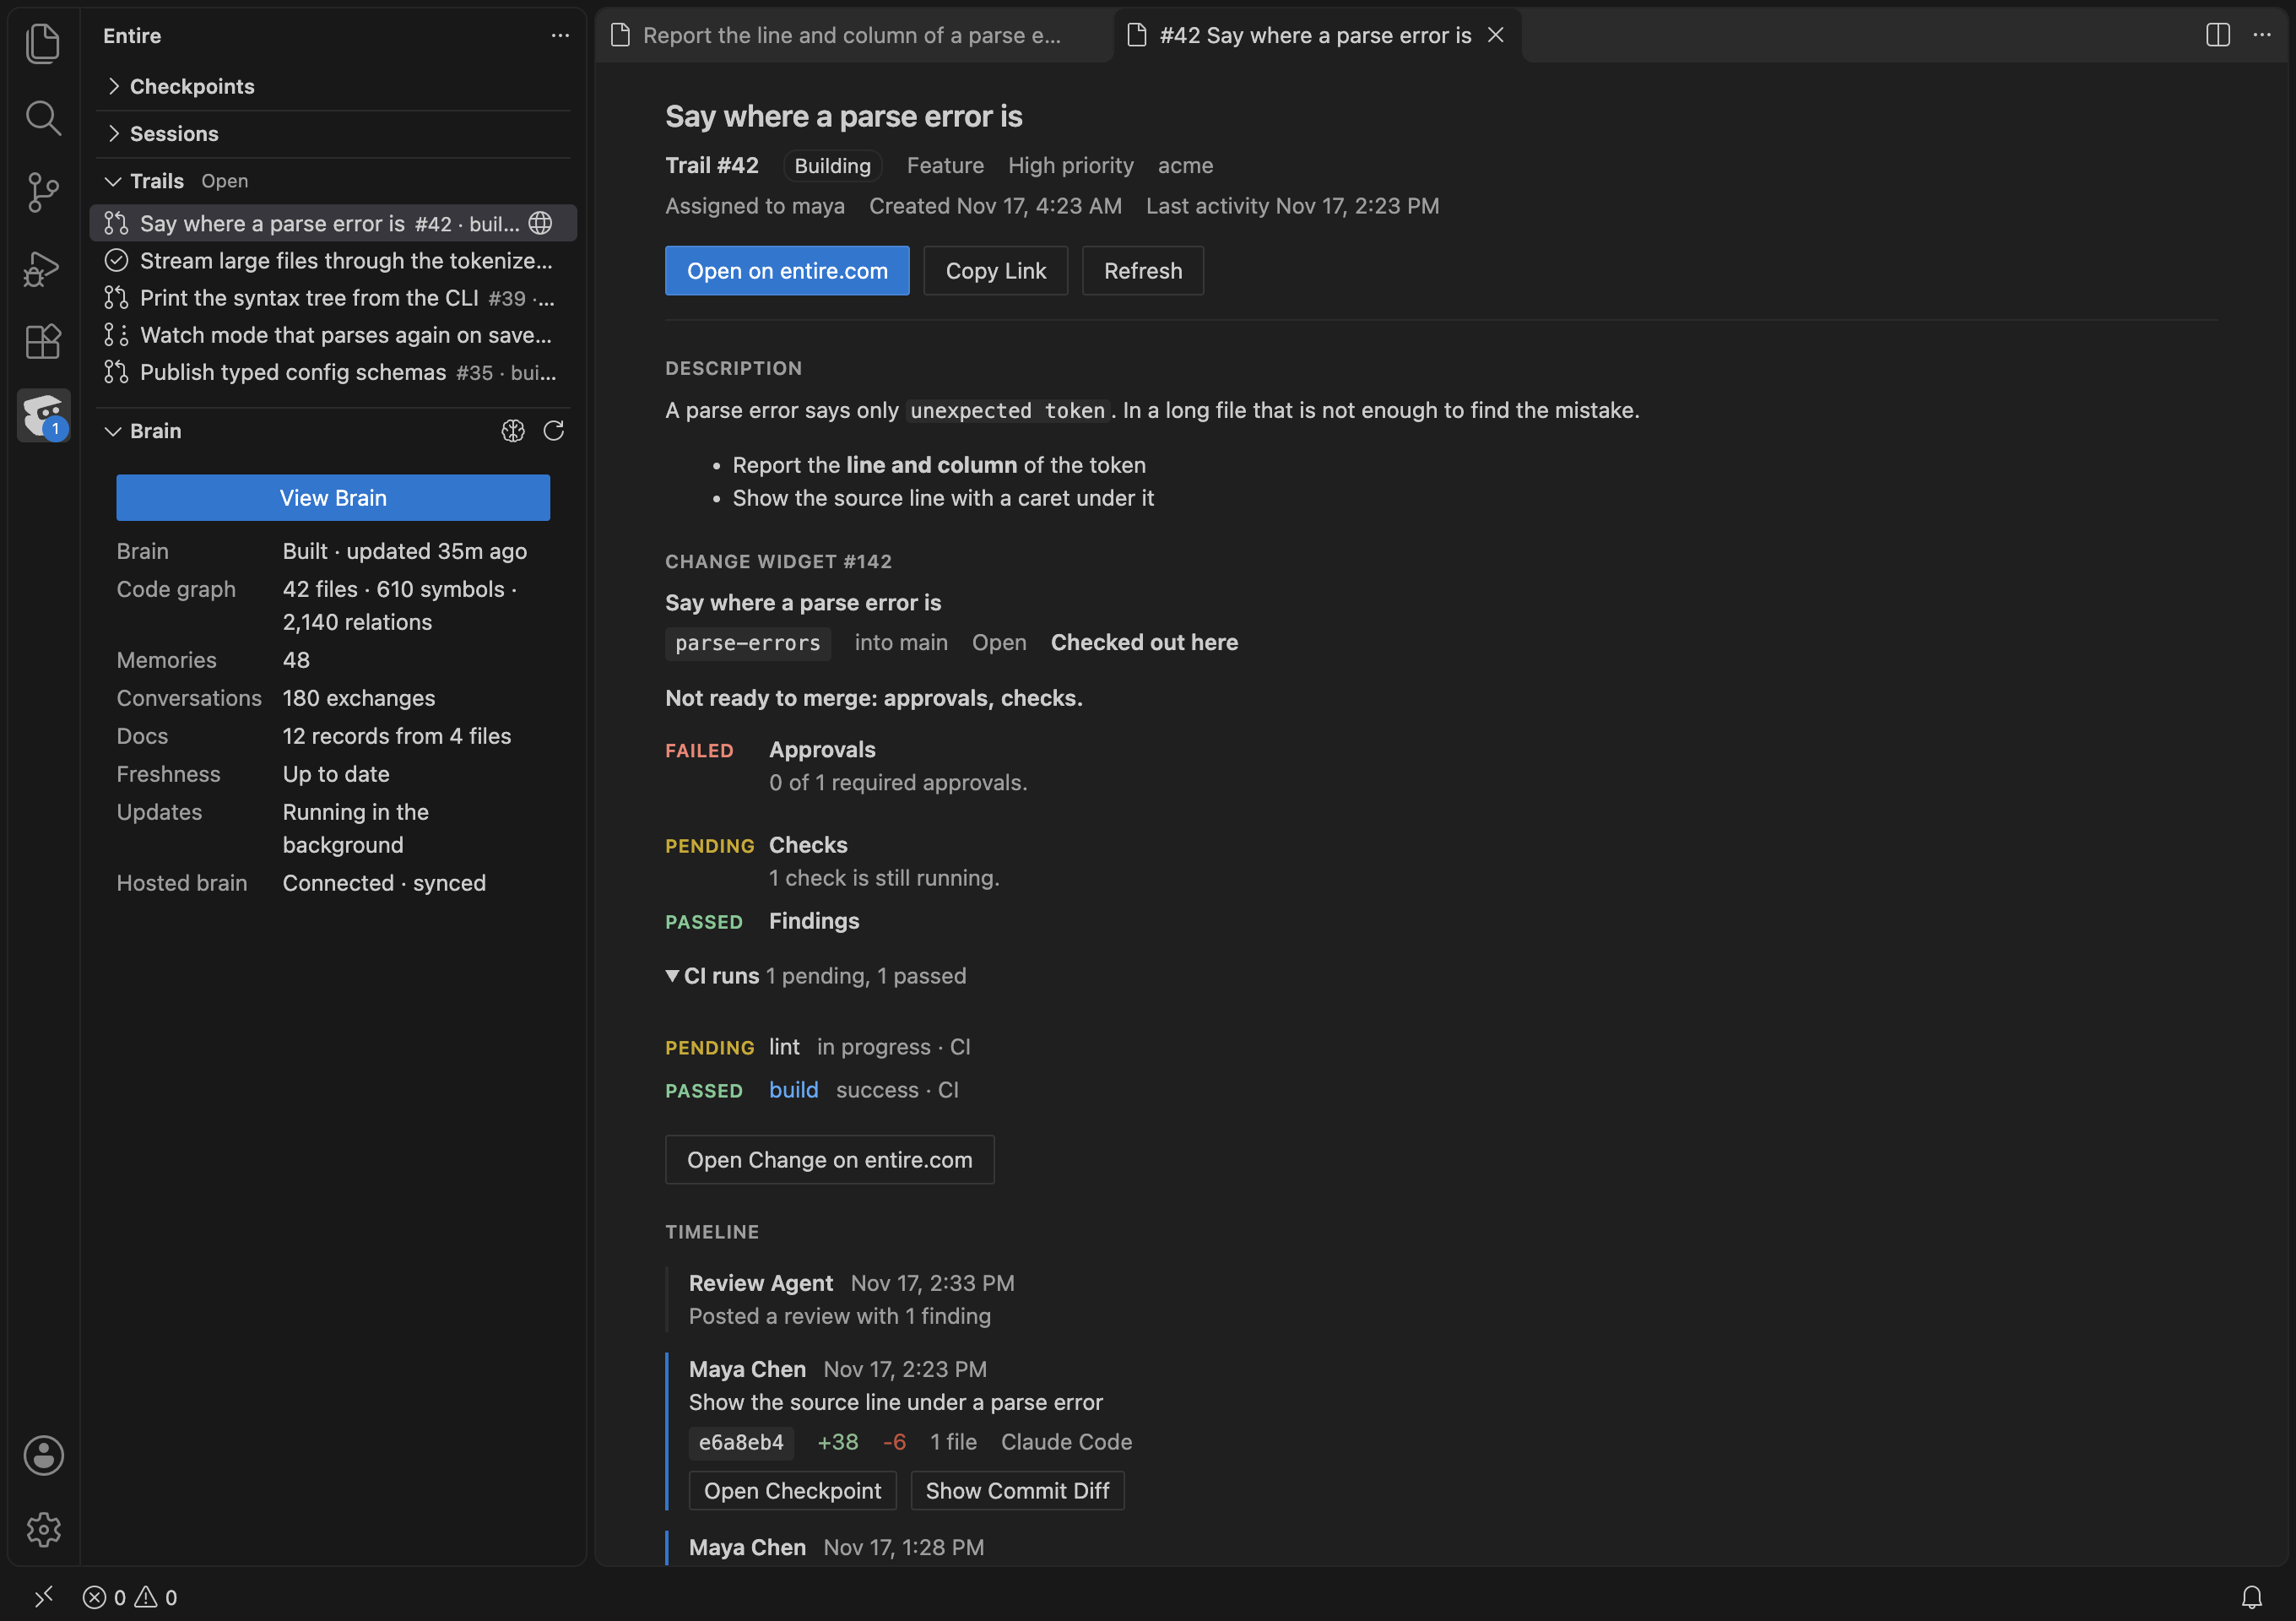 Entire
Checkpoints
Sessions
Trails Open
Say where a parse error is #42 · buil...
Stream large files through the tokenize...
Print the syntax tree from the CLI #39 ·...
Watch mode that parses again on save...
Publish typed config schemas #35 · bui...
1
Brain
View Brain
Brain Built · updated 35m ago
Code graph 42 files · 610 symbols ·
2,140 relations
Memories 48
Conversations 180 exchanges
Docs 12 records from 4 files
Freshness Up to date
Updates Running in the
background
Hosted brain Connected · synced
Report the line and column of a parse e...
#42 Say where a parse error is
Say where a parse error is
Trail #42 Building Feature High priority acme
Assigned to maya Created Nov 17, 4:23 AM Last activity Nov 17, 2:23 PM
Open on entire.com Copy Link Refresh
DESCRIPTION
A parse error says only unexpected token. In a long file that is not enough to find the mistake.
• Report the line and column of the token
• Show the source line with a caret under it
CHANGE WIDGET #142
Say where a parse error is
parse-errors into main Open Checked out here
Not ready to merge: approvals, checks.
FAILED Approvals
0 of 1 required approvals.
PENDING Checks
1 check is still running.
PASSED Findings
CI runs 1 pending, 1 passed
PENDING lint in progress · CI
PASSED build success · CI
Open Change on entire.com
TIMELINE
Review Agent Nov 17, 2:33 PM
Posted a review with 1 finding
Maya Chen Nov 17, 2:23 PM
Show the source line under a parse error
e6a8eb4 +38 -6 1 file Claude Code
Open Checkpoint Show Commit Diff
Maya Chen Nov 17, 1:28 PM
0 0